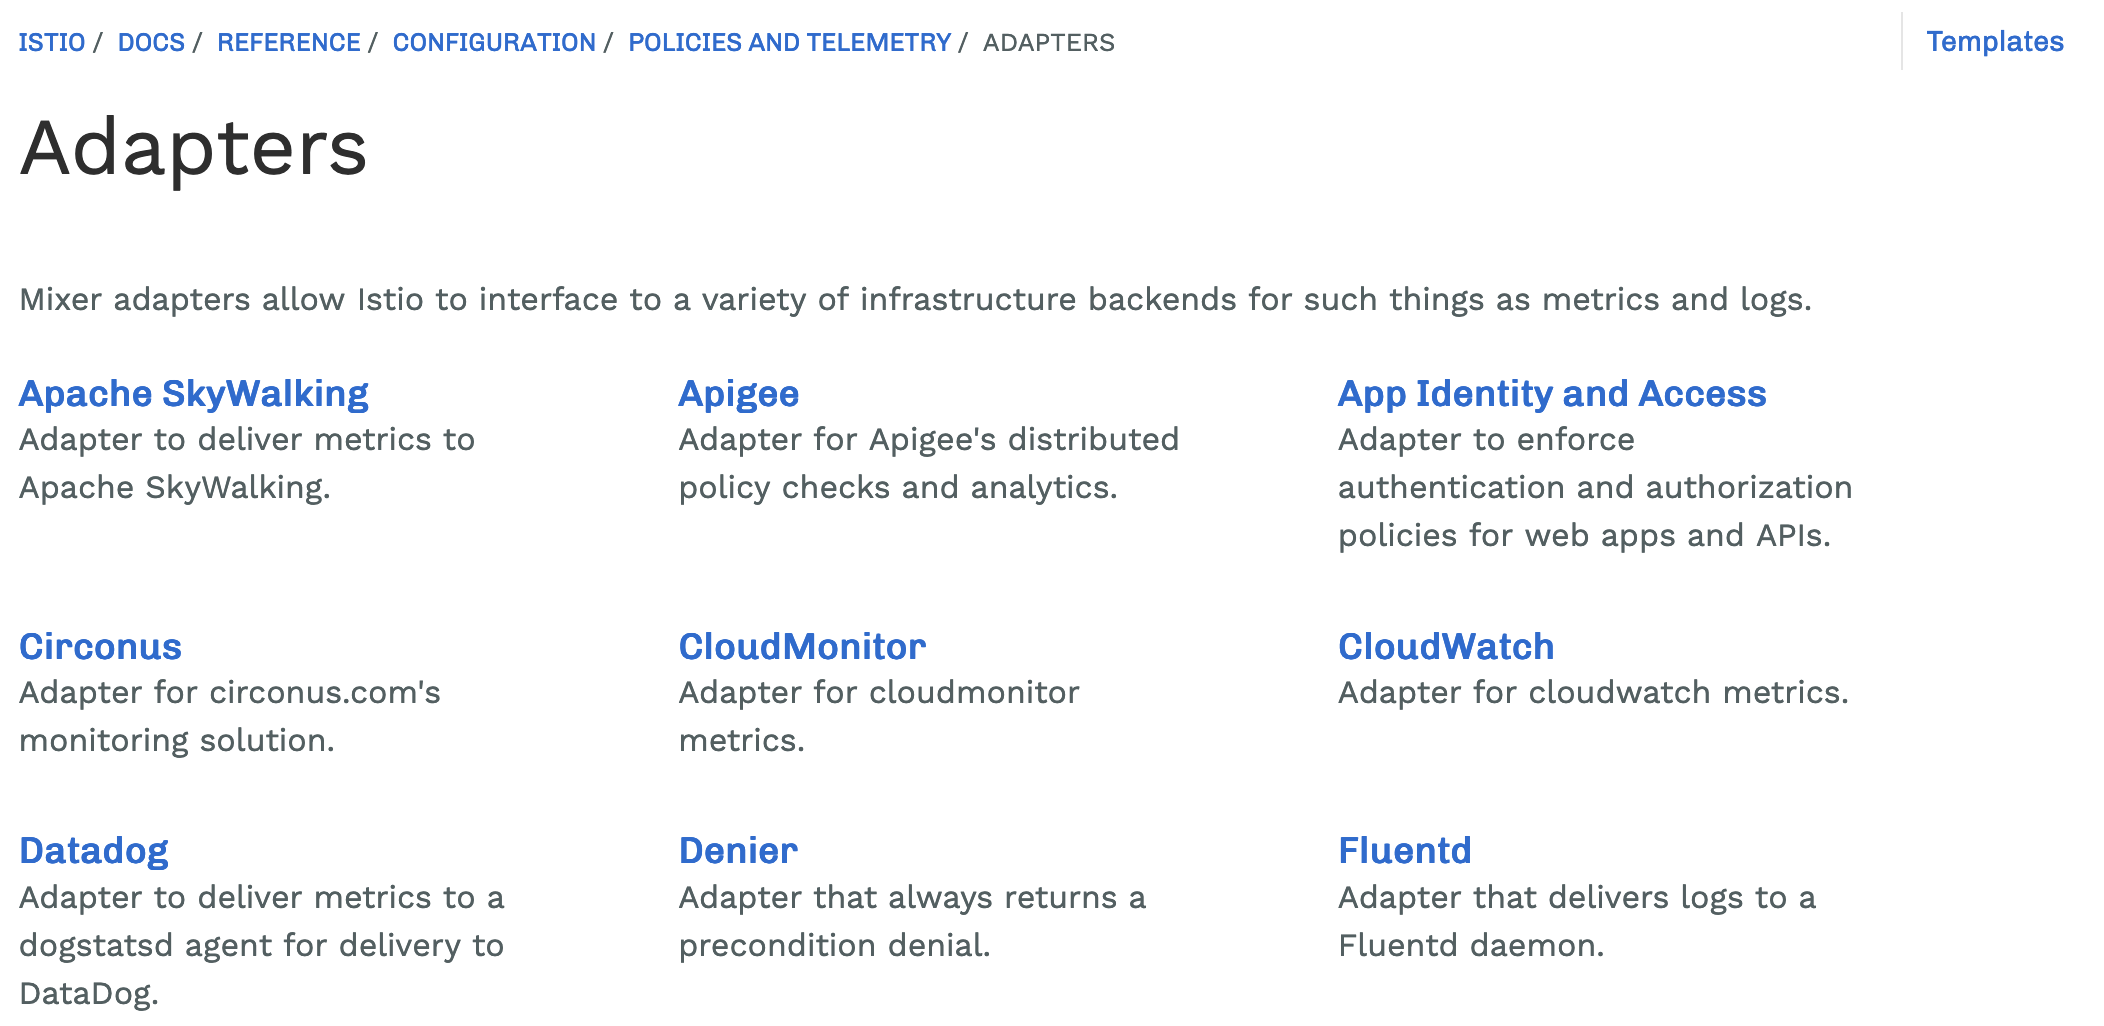 ISTIO / DOCS / REFERENCE / CONFIGURATION / POLICIES AND TELEMETRY / ADAPTERS
Templates
Adapters
Mixer adapters allow Istio to interface to a variety of infrastructure backends for such things as metrics and logs.
Apache SkyWalking
Adapter to deliver metrics to
Apache SkyWalking.
Apigee
Adapter for Apigee's distributed
policy checks and analytics.
App Identity and Access
Adapter to enforce
authentication and authorization
policies for web apps and APIs.
Circonus
Adapter for circonus.com's
monitoring solution.
CloudMonitor
Adapter for cloudmonitor
metrics.
CloudWatch
Adapter for cloudwatch metrics.
Datadog
Adapter to deliver metrics to a
dogstatsd agent for delivery to
DataDog.
Denier
Adapter that always returns a
precondition denial.
Fluentd
Adapter that delivers logs to a
Fluentd daemon.